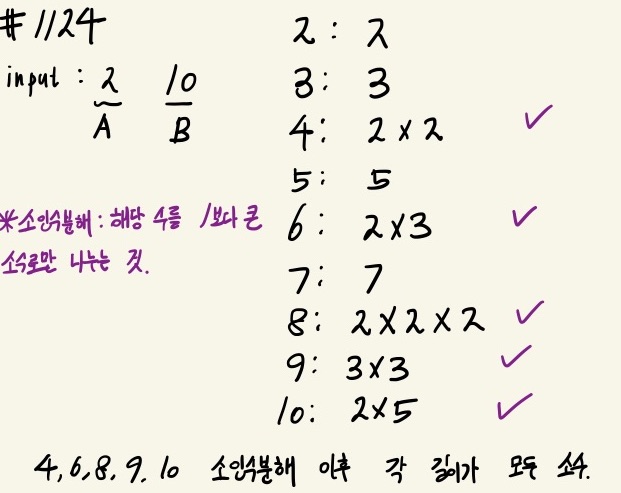 #1124
input : 2 10
A B
※소인수분해 : 해당 수를 1보다 큰
소수로만 나누는 것.
2 : 2
3 : 3
4 : 2 × 2 ✓
5 : 5
6 : 2×3 ✓
7 : 7
8 : 2×2×2 ✓
9 : 3×3 ✓
10 : 2×5 ✓
4, 6, 8, 9, 10 소인수분해 이후 각 길이가 모두 소수.